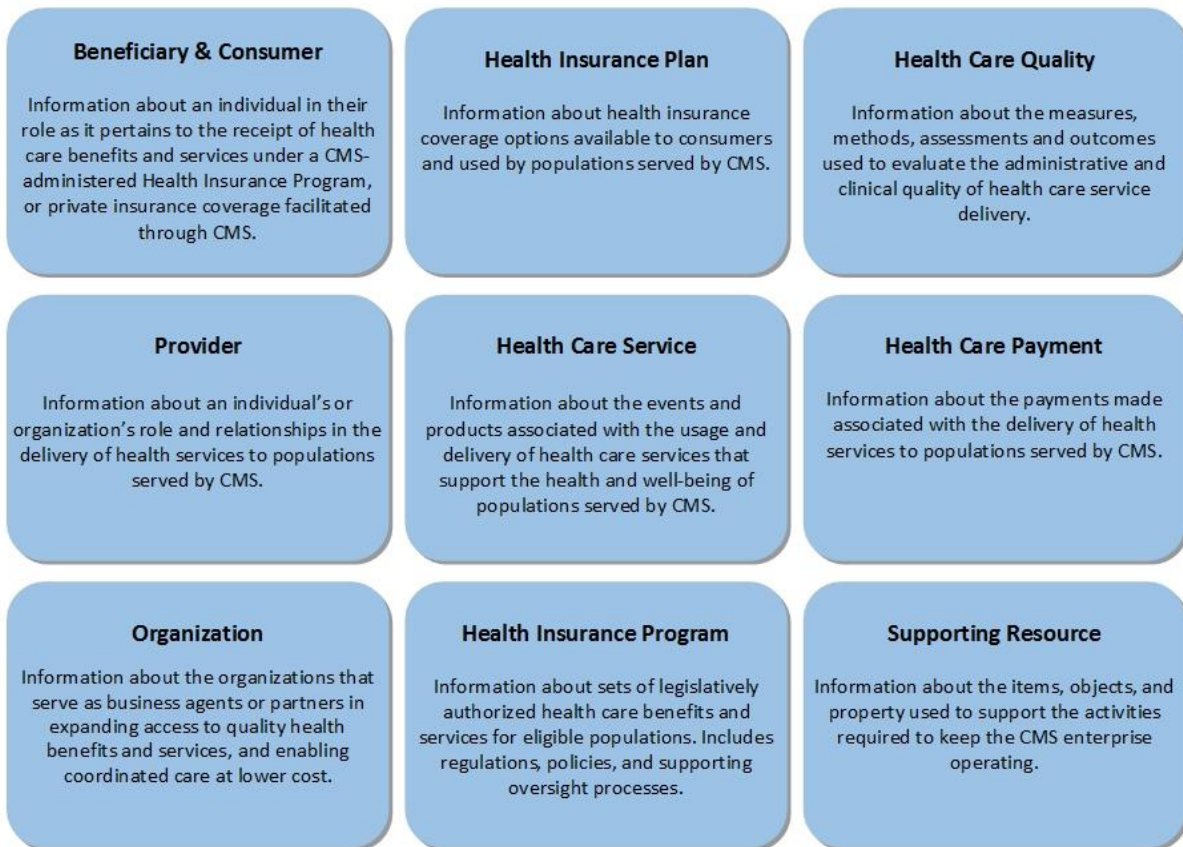 Beneficiary & Consumer
Information about an individual in their
role as it pertains to the receipt of health
care benefits and services under a CMS-
administered Health Insurance Program,
or private insurance coverage facilitated
through CMS.
Health Insurance Plan
Information about health insurance
coverage options available to consumers
and used by populations served by CMS.
Health Care Quality
Information about the measures,
methods, assessments and outcomes
used to evaluate the administrative and
clinical quality of health care service
delivery.
Provider
Information about an individual's or
organization's role and relationships in the
delivery of health services to populations
served by CMS.
Health Care Service
Information about the events and
products associated with the usage and
delivery of health care services that
support the health and well-being of
populations served by CMS.
Health Care Payment
Information about the payments made
associated with the delivery of health
services to populations served by CMS.
Organization
Information about the organizations that
serve as business agents or partners in
expanding access to quality health
benefits and services, and enabling
coordinated care at lower cost.
Health Insurance Program
Information about sets of legislatively
authorized health care benefits and
services for eligible populations. Includes
regulations, policies, and supporting
oversight processes.
Supporting Resource
Information about the items, objects, and
property used to support the activities
required to keep the CMS enterprise
operating.